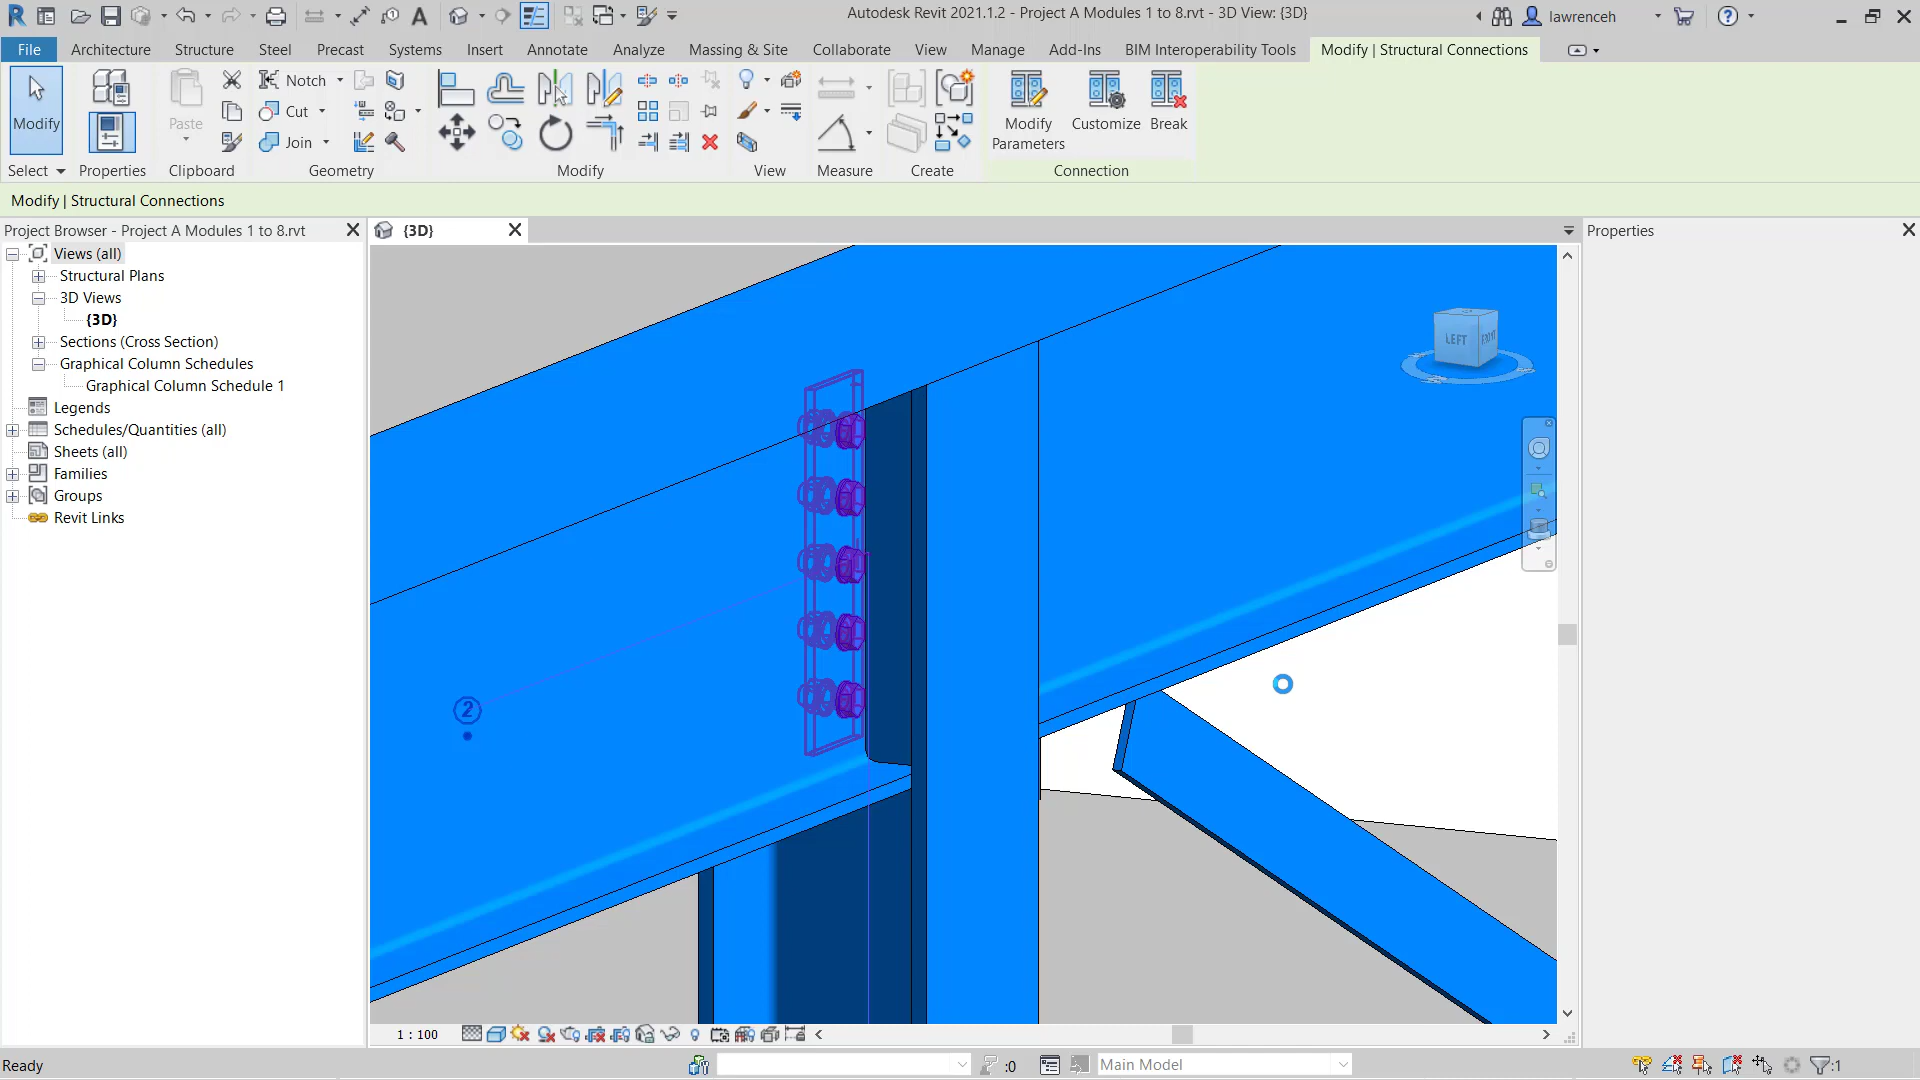 Autodesk Revit 2021.1.2 - Project A Modules 1 to 8.rvt - 3D View: {3D}
lawrenceh
File Architecture Structure Steel Precast Systems Insert Annotate Analyze Massing & Site Collaborate View Manage Add-Ins BIM Interoperability Tools Modify | Structural Connections
Modify
Paste
Notch
Cut
Join
Modify Parameters
Customize
Break
Select Properties Clipboard Geometry Modify View Measure Create Connection
Modify | Structural Connections
Project Browser - Project A Modules 1 to 8.rvt
{3D}
Properties
Views (all)
Structural Plans
3D Views
{3D}
Sections (Cross Section)
Graphical Column Schedules
Graphical Column Schedule 1
Legends
Schedules/Quantities (all)
Sheets (all)
Families
Groups
Revit Links
LEFT
FRONT
2
1 : 100
Ready
:0
Main Model
:1